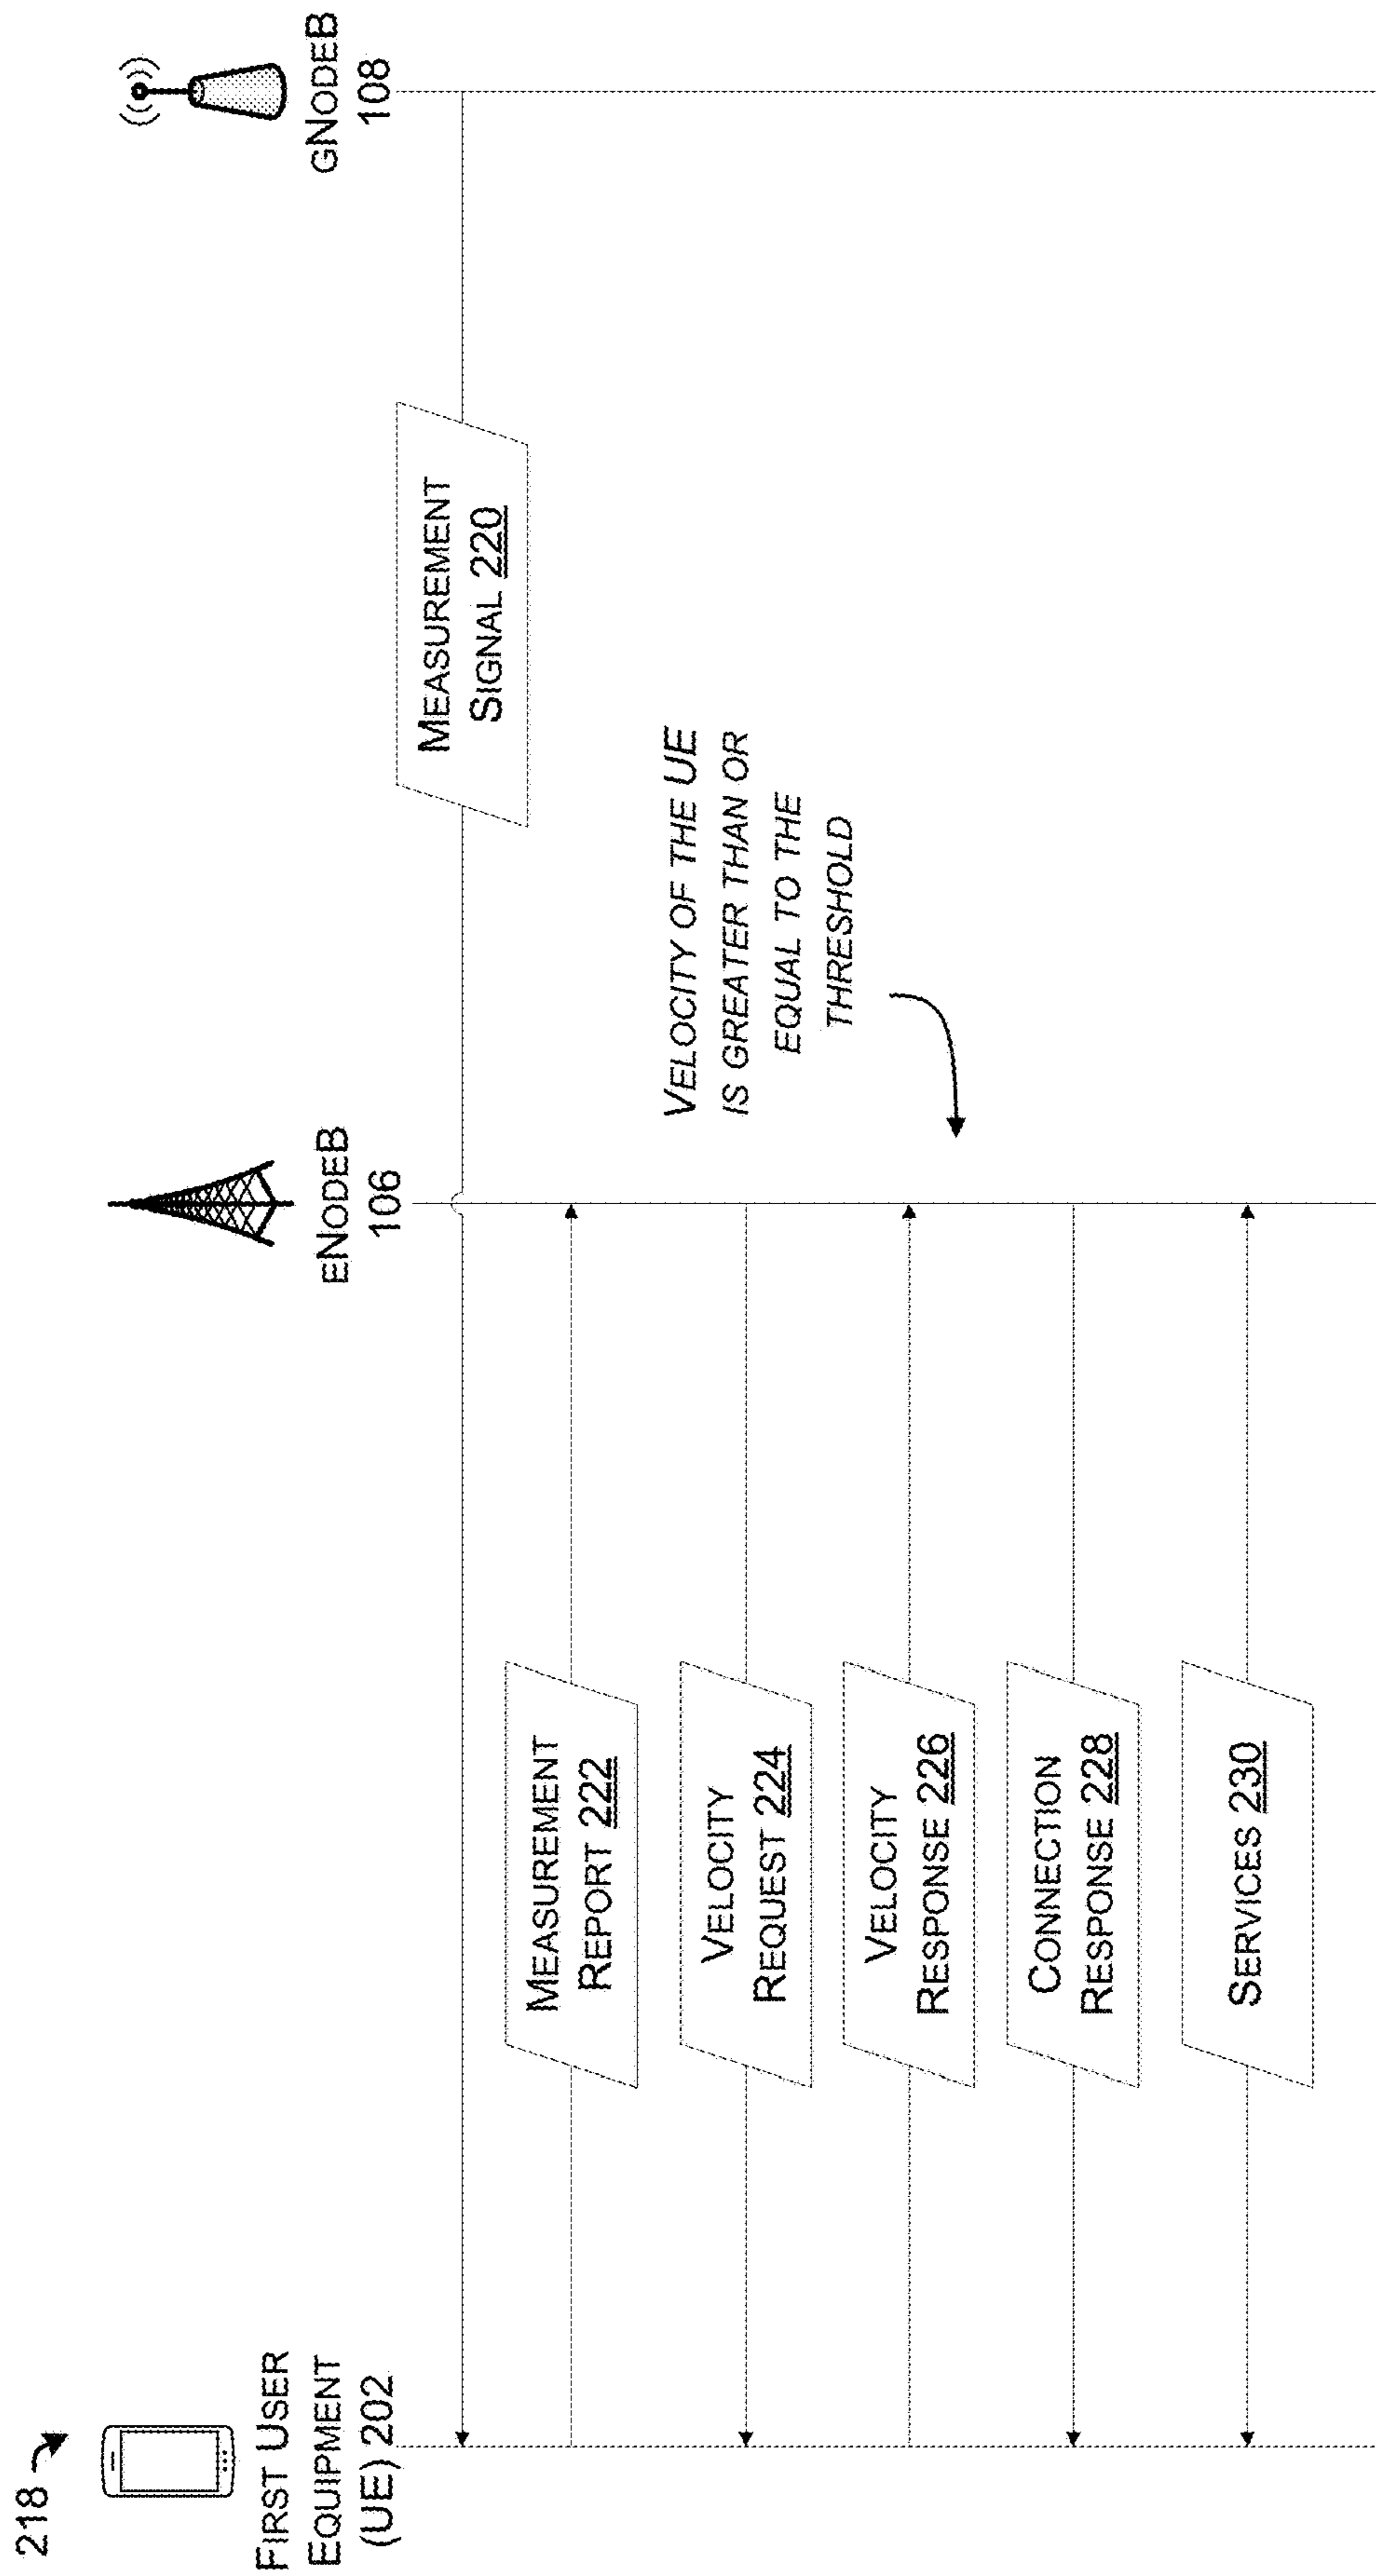 218
FIRST USER
EQUIPMENT
(UE) 202
ENODEB
106
GNODEB
108
MEASUREMENT
SIGNAL 220
MEASUREMENT
REPORT 222
VELOCITY
REQUEST 224
VELOCITY OF THE UE
IS GREATER THAN OR
EQUAL TO THE
THRESHOLD
VELOCITY
RESPONSE 226
CONNECTION
RESPONSE 228
SERVICES 230